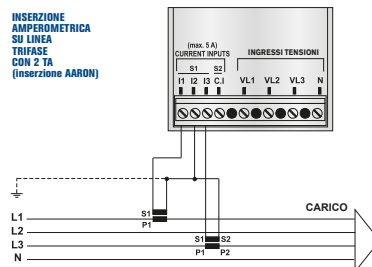 INSERZIONE
AMPEROMETRICA
SU LINEA
TRIFASE
CON 2 TA
(inserzione AARON)
(max. 5 A)
CURRENT INPUTS
INGRESSI TENSIONI
S1 S2
I1 I2 I3 C.I VL1 VL2 VL3 N
CARICO
L1 S1
P1
L2
L3 S1 S2
P1 P2
N